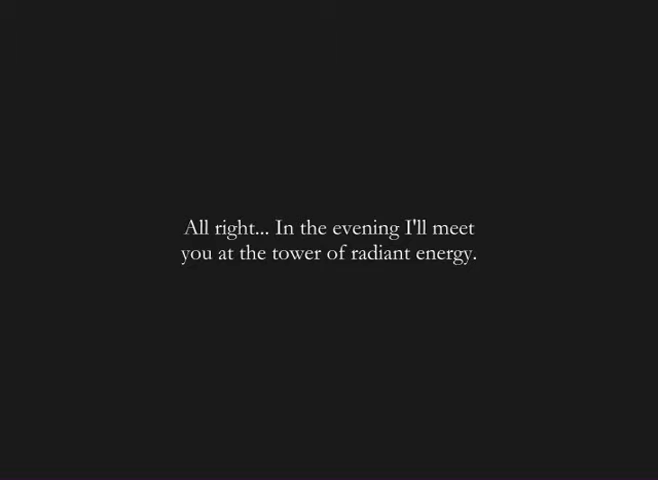 All right... In the evening I'll meet
you at the tower of radiant energy.